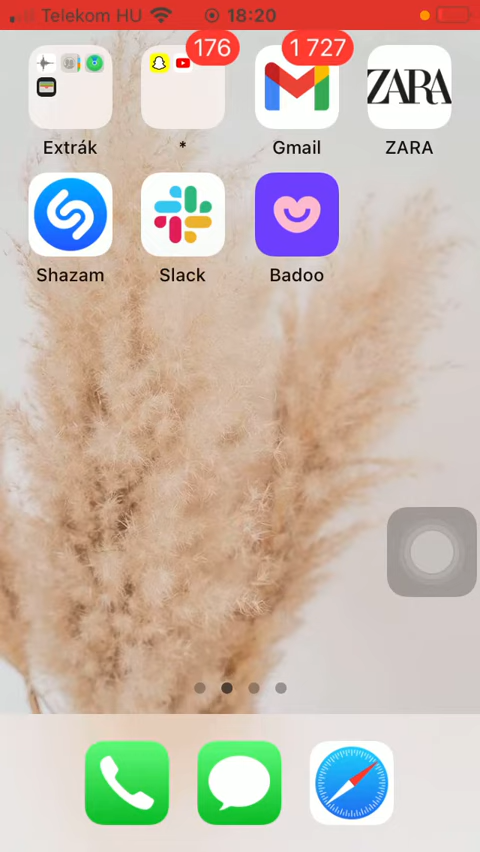 Telekom HU 18:20
176 1 727
ZARA
Extrák * Gmail ZARA
Shazam Slack Badoo